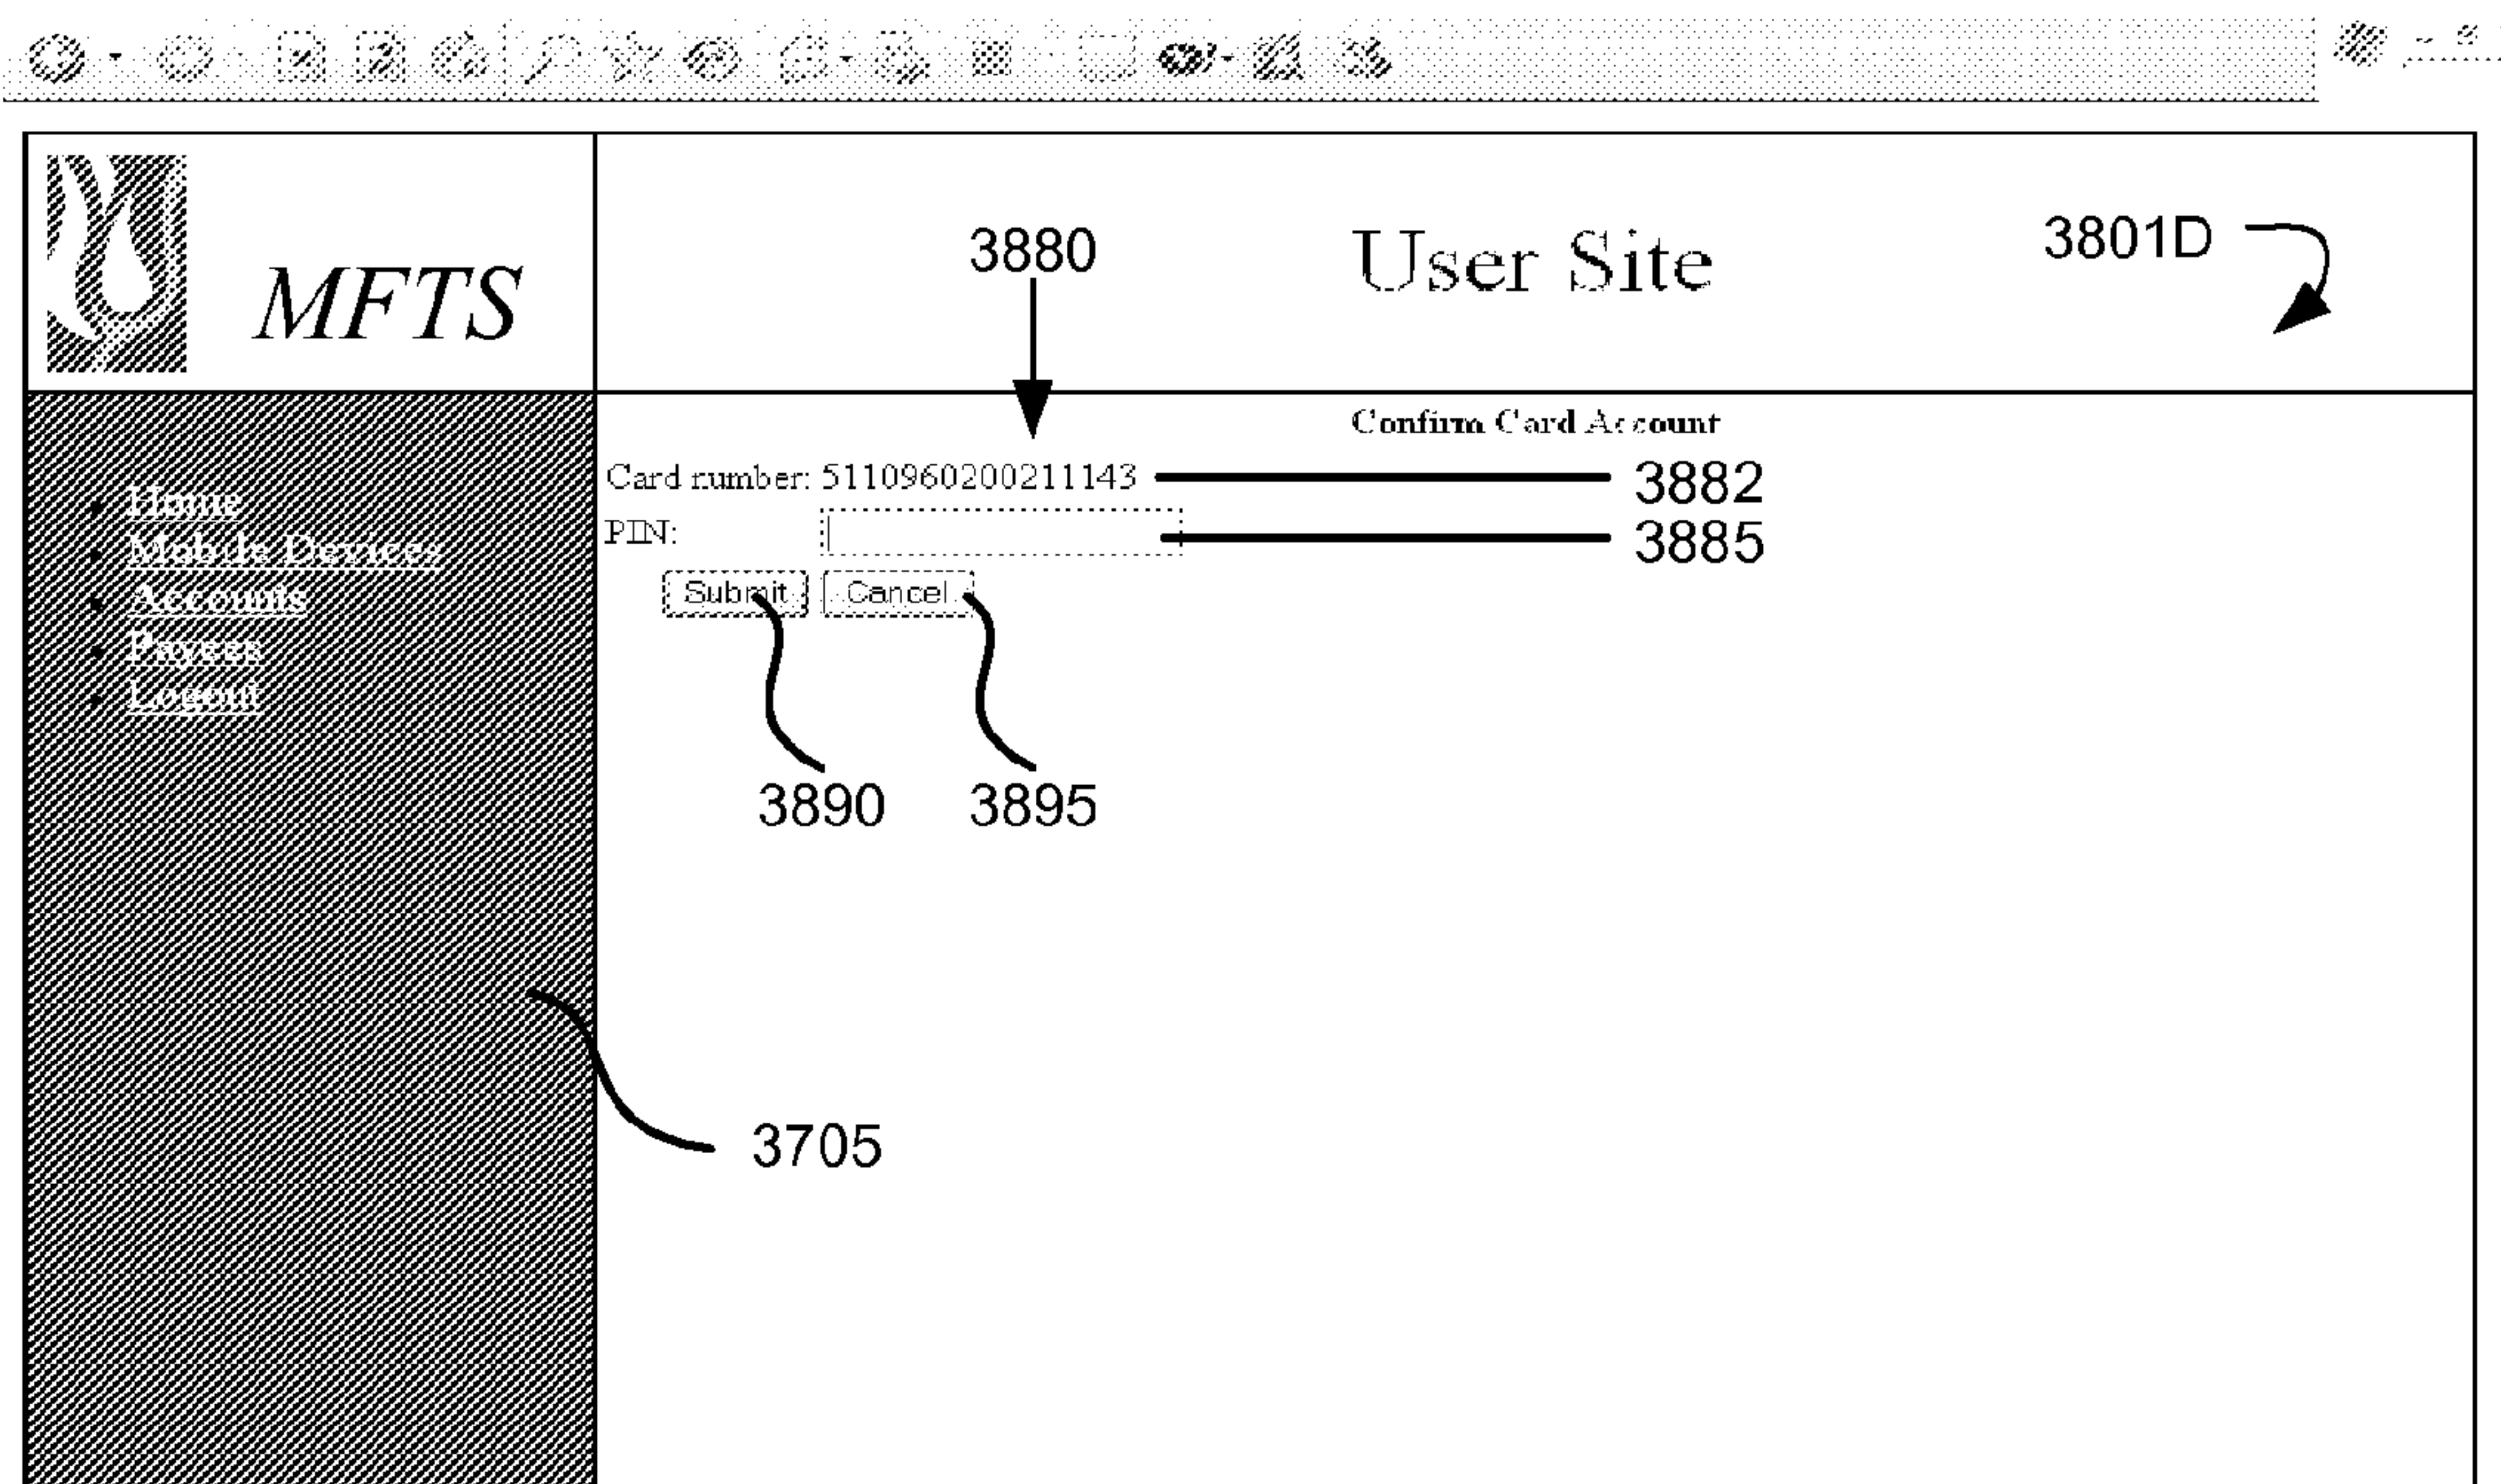 MFTS
User Site
3880
3801D
Confirm Card Account
Card number: 5110960200211143
3882
PIN:
3885
Submit Cancel
3890
3895
Home
Mobile Devices
Accounts
Payees
Logout
3705